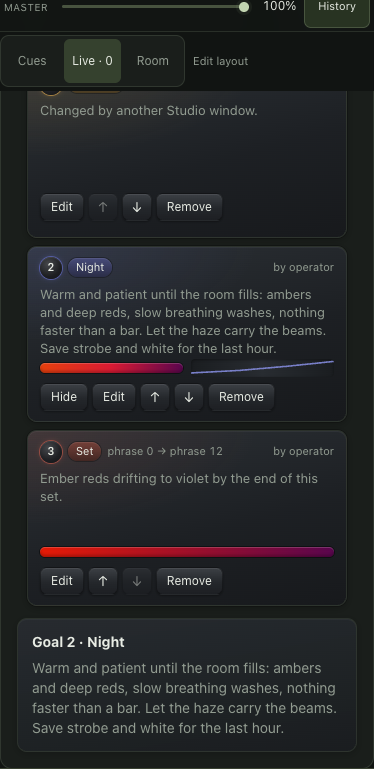 MASTER 100% History
Cues Live · 0 Room Edit layout
Changed by another Studio window.
Edit ↑ ↓ Remove
2 Night by operator
Warm and patient until the room fills: ambers
and deep reds, slow breathing washes, nothing
faster than a bar. Let the haze carry the beams.
Save strobe and white for the last hour.
Hide Edit ↑ ↓ Remove
3 Set phrase 0 → phrase 12 by operator
Ember reds drifting to violet by the end of this
set.
Edit ↑ ↓ Remove
Goal 2 · Night
Warm and patient until the room fills: ambers
and deep reds, slow breathing washes, nothing
faster than a bar. Let the haze carry the beams.
Save strobe and white for the last hour.